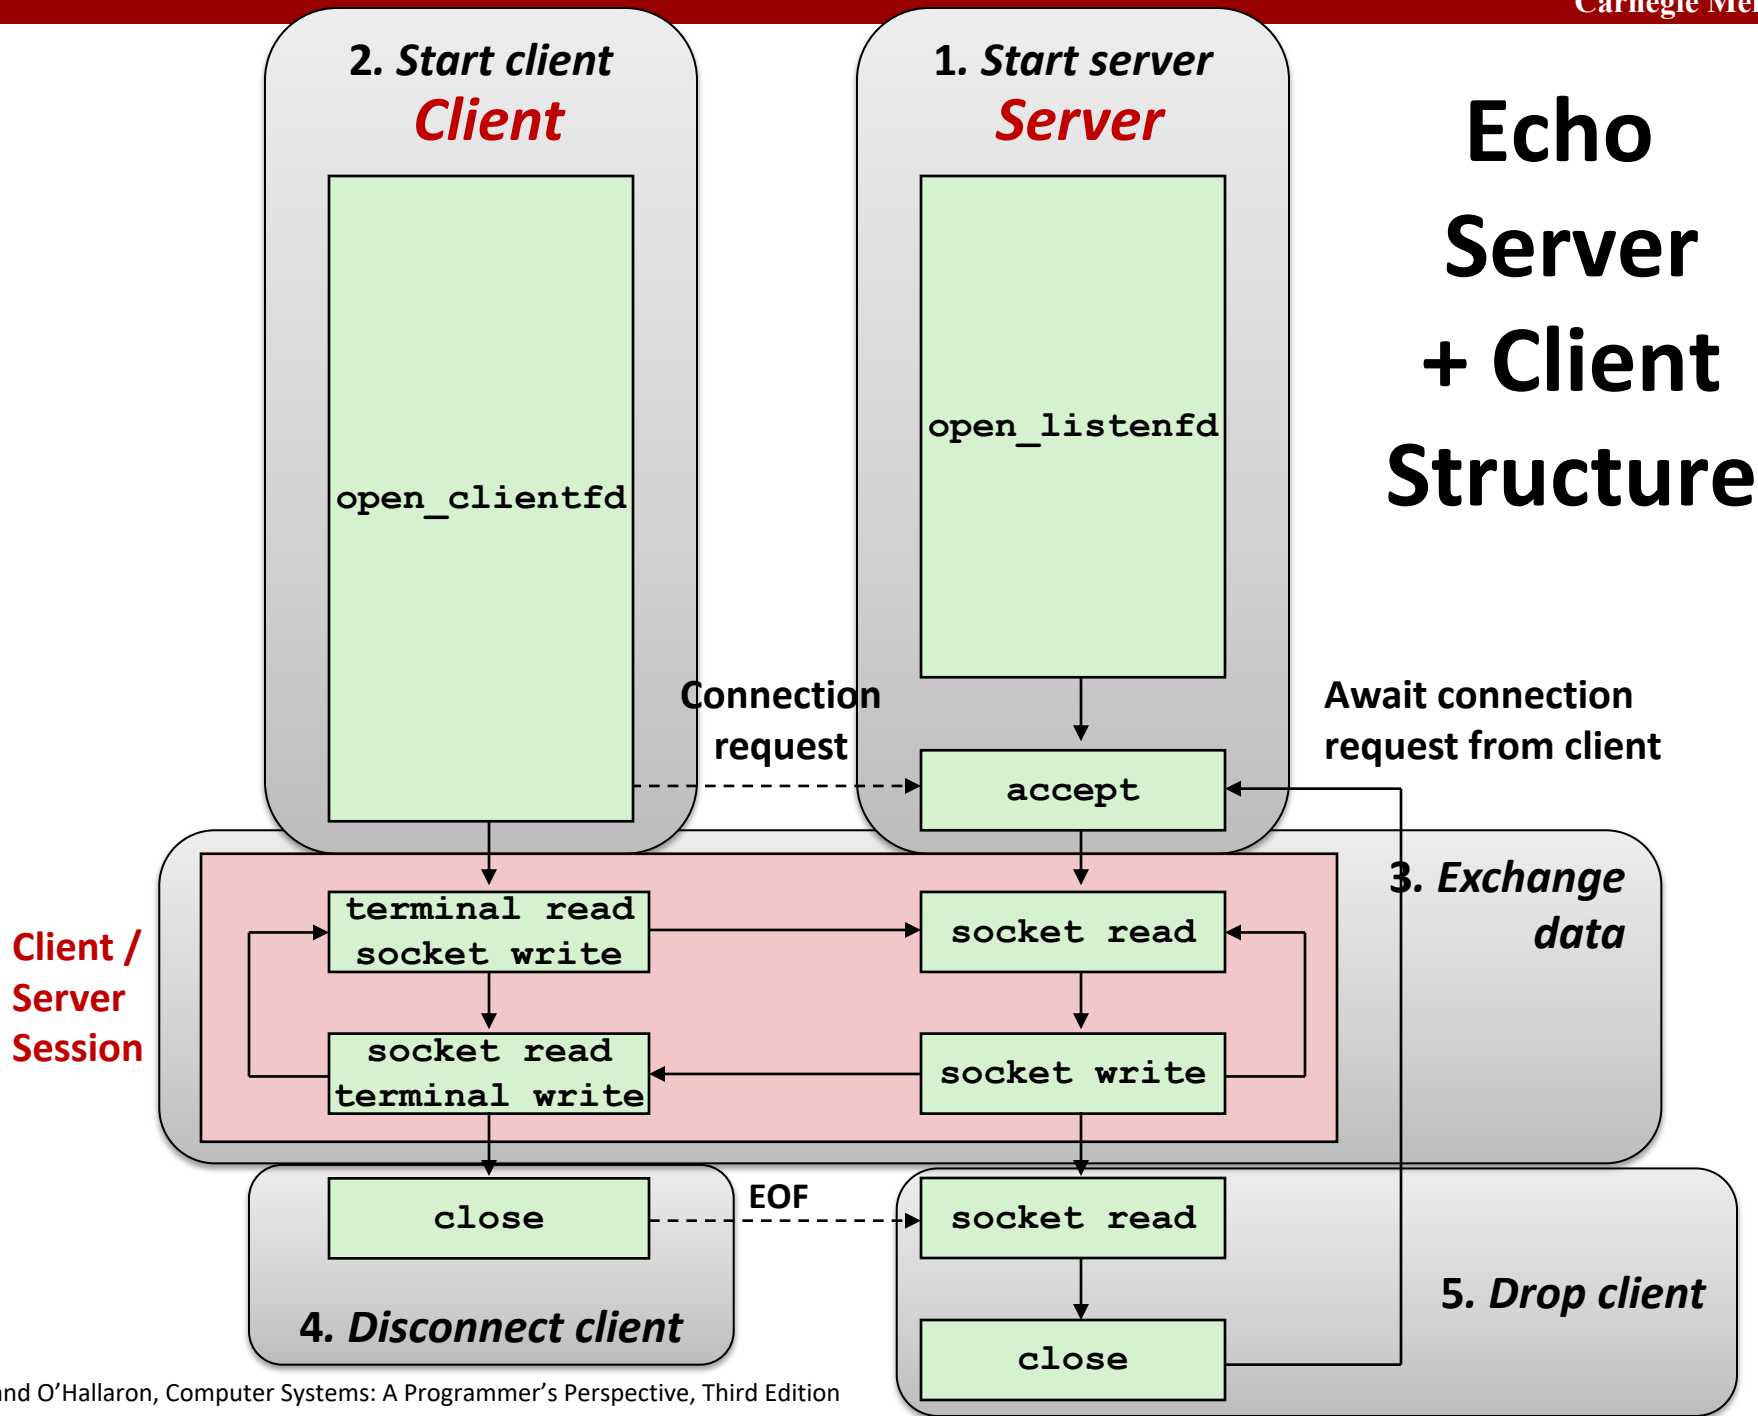 Carnegie Mel
2. Start client
Client
1. Start server
Server
Echo
Server
+ Client
Structure
open_listenfd
open_clientfd
Connection
request
Await connection
request from client
accept
3. Exchange
data
Client /
Server
Session
terminal read
socket write
socket read
socket read
terminal write
socket write
close
EOF
socket read
4. Disconnect client
5. Drop client
close
and O’Hallaron, Computer Systems: A Programmer’s Perspective, Third Edition